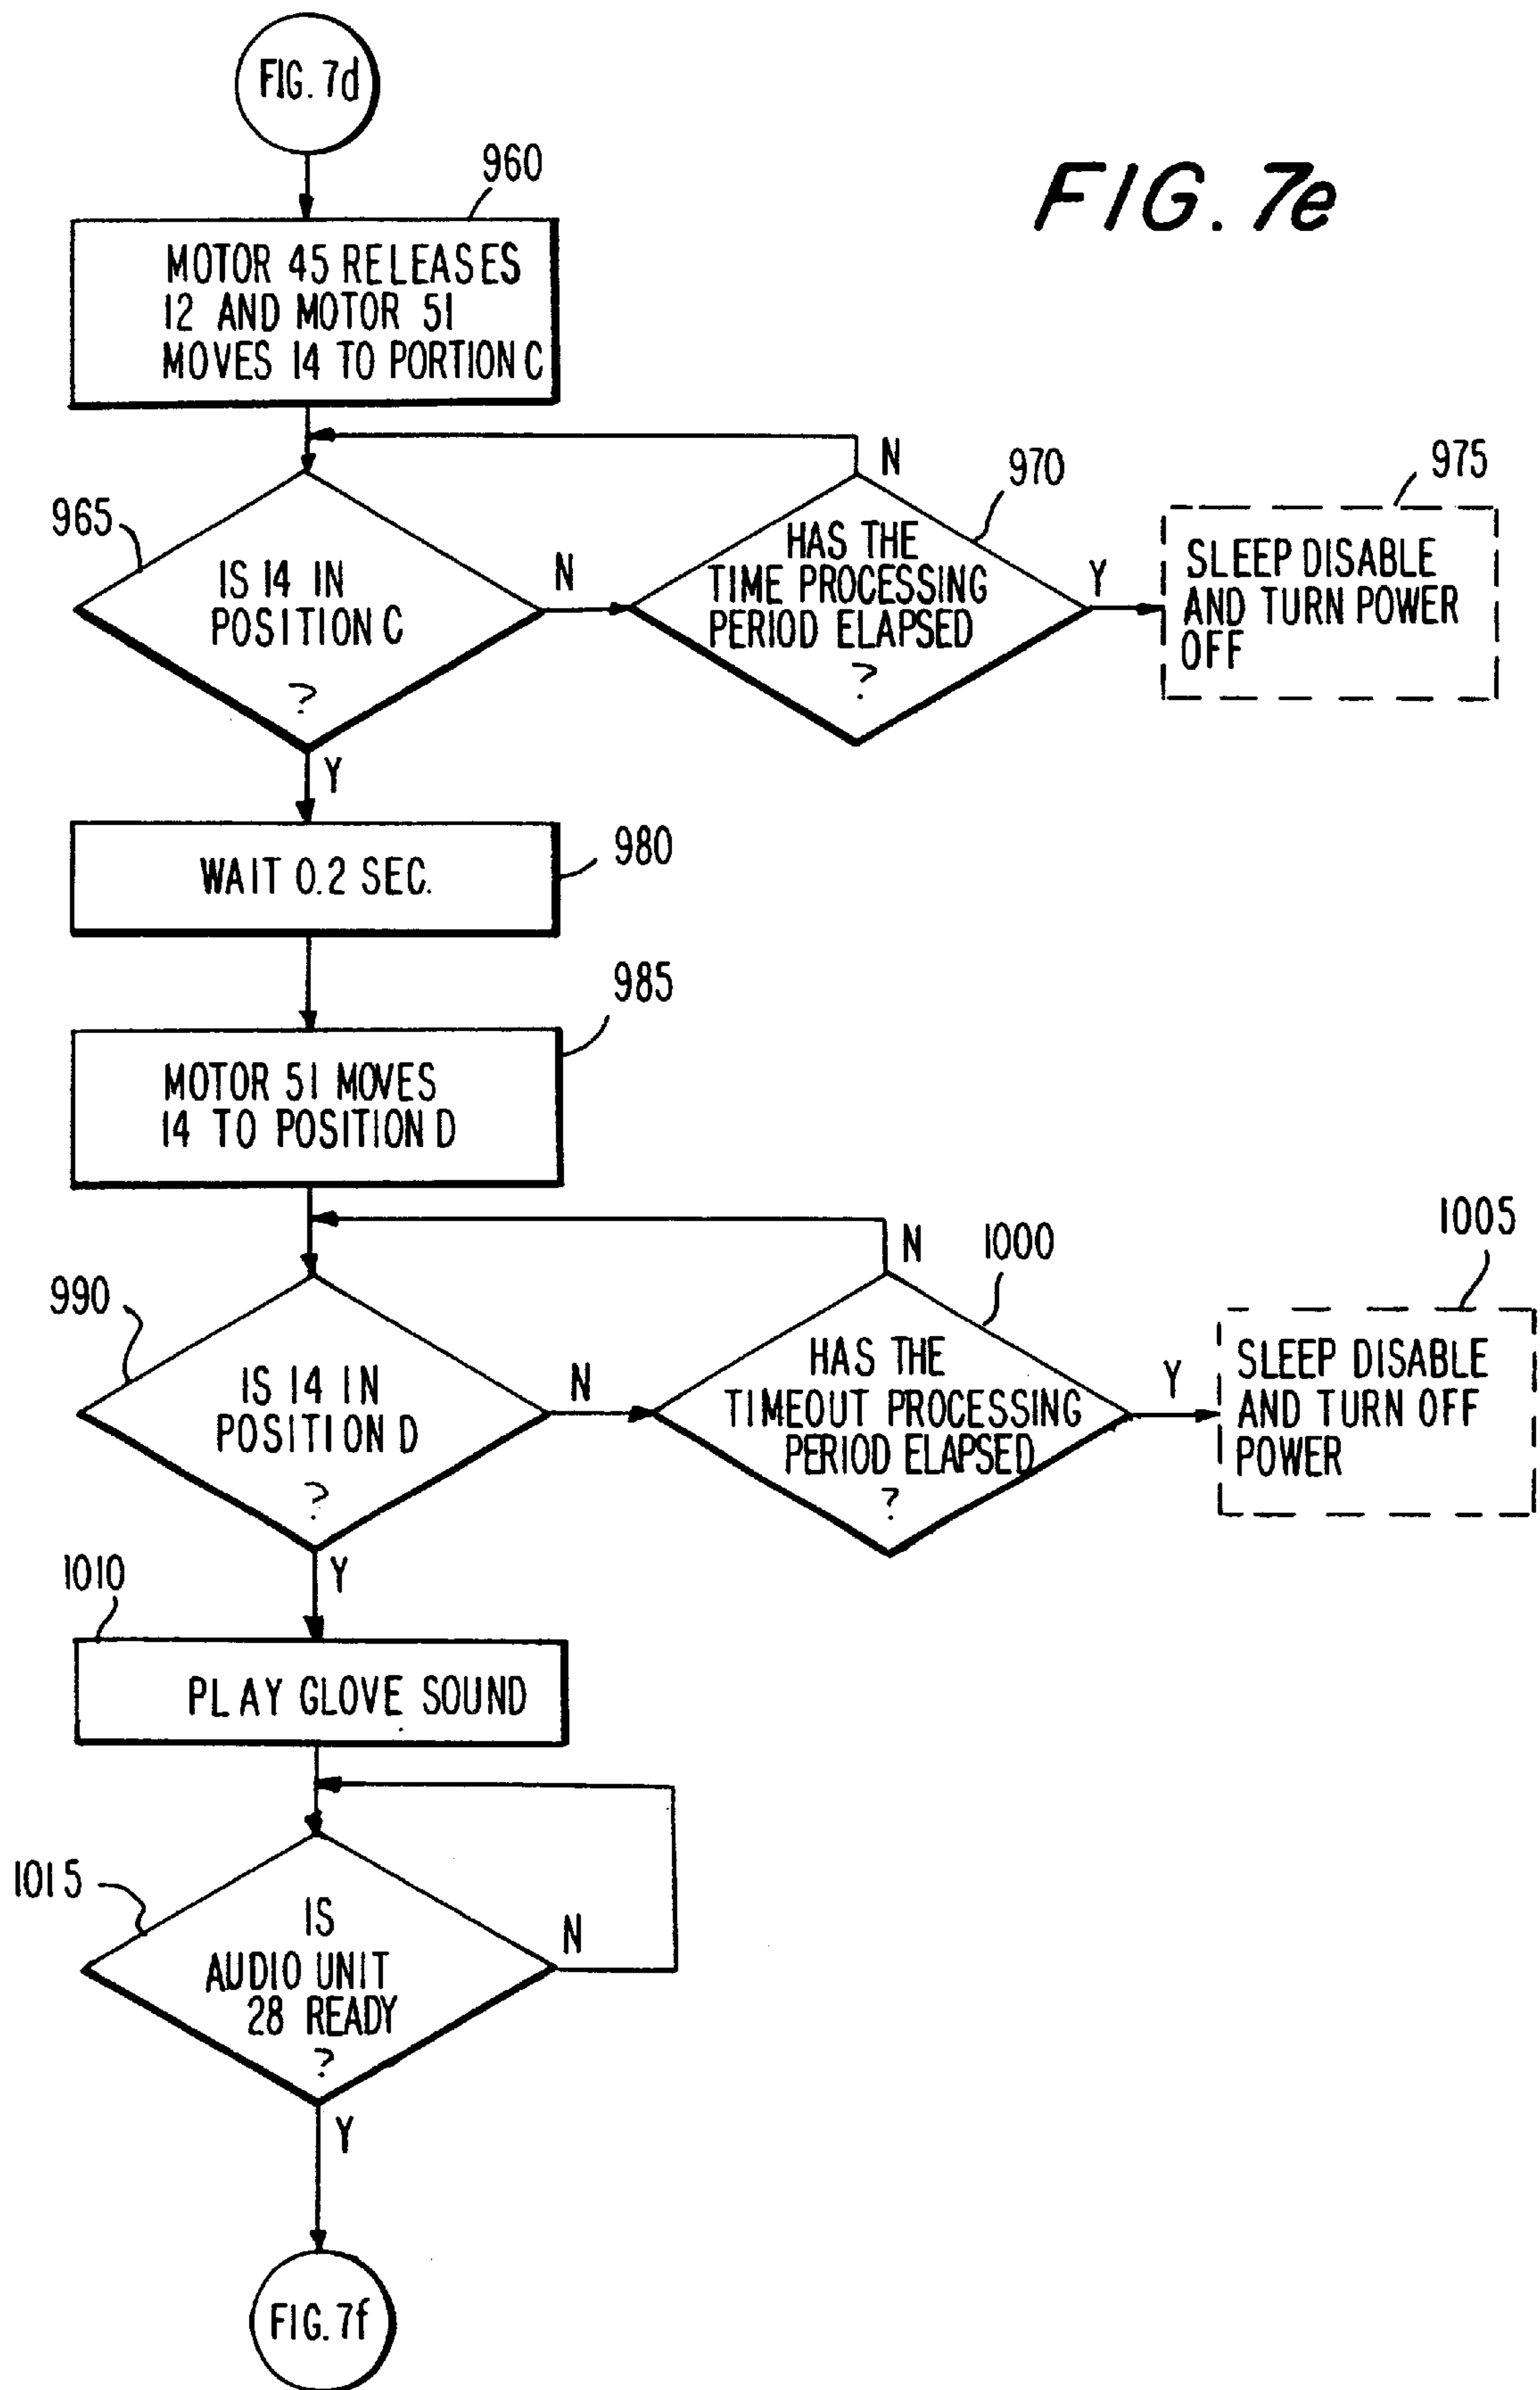 FIG. 7d
FIG. 7e
960
MOTOR 45 RELEASES
12 AND MOTOR 51
MOVES 14 TO PORTION C
965
IS 14 IN
POSITION C
?
N
Y
970
HAS THE
TIME PROCESSING
PERIOD ELAPSED
?
N
Y
975
SLEEP DISABLE
AND TURN POWER
OFF
980
WAIT 0.2 SEC.
985
MOTOR 51 MOVES
14 TO POSITION D
990
IS 14 IN
POSITION D
?
N
Y
1000
HAS THE
TIMEOUT PROCESSING
PERIOD ELAPSED
?
N
Y
1005
SLEEP DISABLE
AND TURN OFF
POWER
1010
PLAY GLOVE SOUND
1015
IS
AUDIO UNIT
28 READY
?
N
Y
FIG. 7f